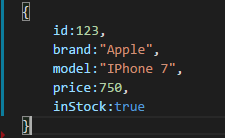 {
id:123,
brand:"Apple",
model:"IPhone 7",
price:750,
inStock:true
}